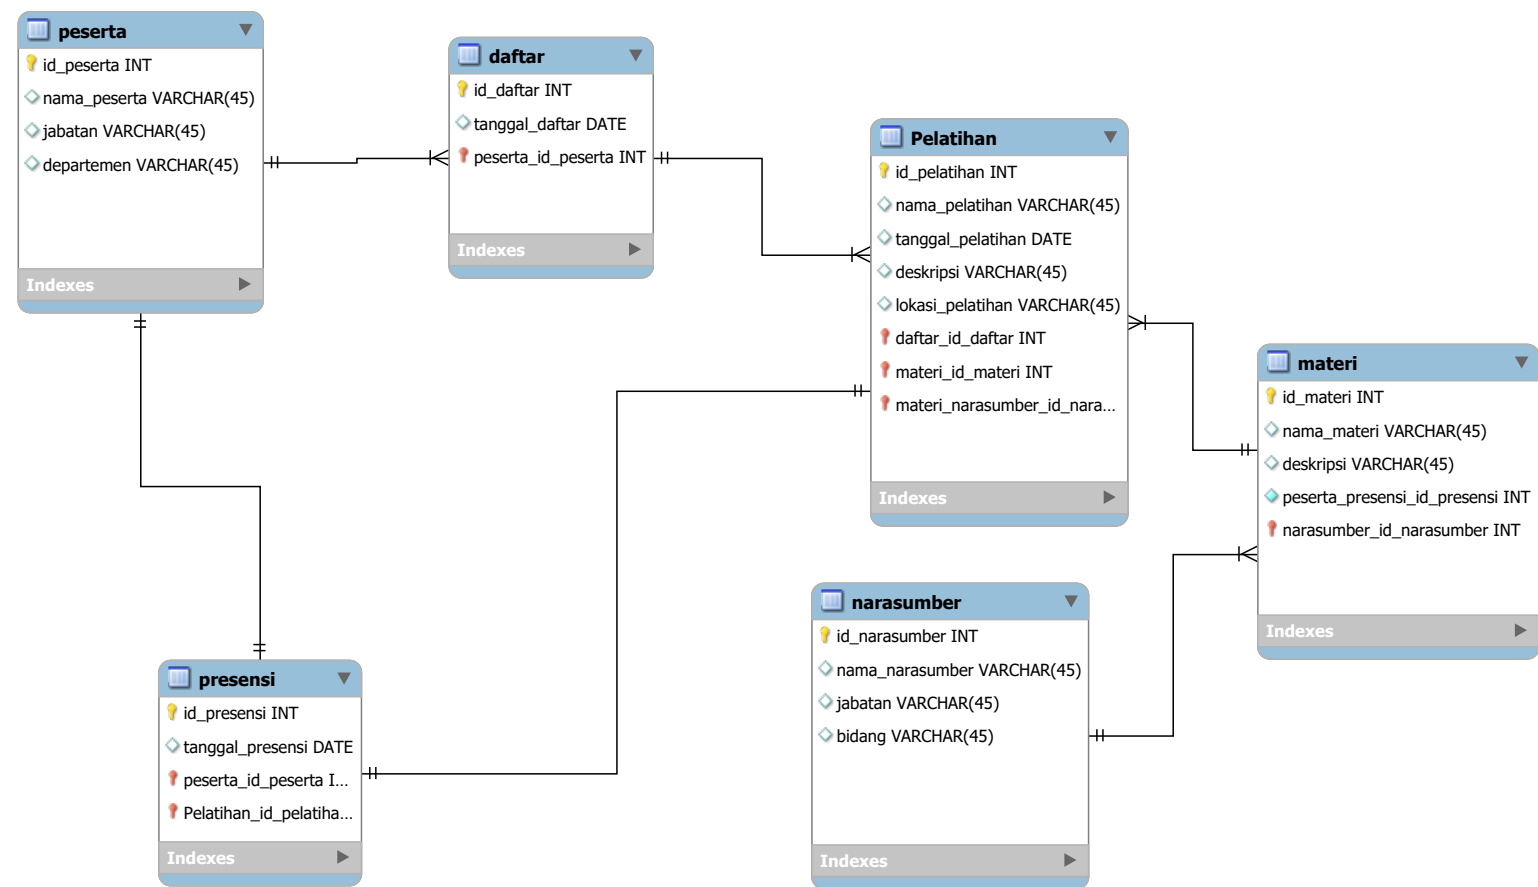 peserta
id_peserta INT
nama_peserta VARCHAR(45)
jabatan VARCHAR(45)
departemen VARCHAR(45)
Indexes
daftar
id_daftar INT
tanggal_daftar DATE
peserta_id_peserta INT
Indexes
Pelatihan
id_pelatihan INT
nama_pelatihan VARCHAR(45)
tanggal_pelatihan DATE
deskripsi VARCHAR(45)
lokasi_pelatihan VARCHAR(45)
daftar_id_daftar INT
materi_id_materi INT
materi_narasumber_id_nara...
Indexes
materi
id_materi INT
nama_materi VARCHAR(45)
deskripsi VARCHAR(45)
peserta_presensi_id_presensi INT
narasumber_id_narasumber INT
Indexes
narasumber
id_narasumber INT
nama_narasumber VARCHAR(45)
jabatan VARCHAR(45)
bidang VARCHAR(45)
Indexes
presensi
id_presensi INT
tanggal_presensi DATE
peserta_id_peserta I...
Pelatihan_id_pelatiha...
Indexes